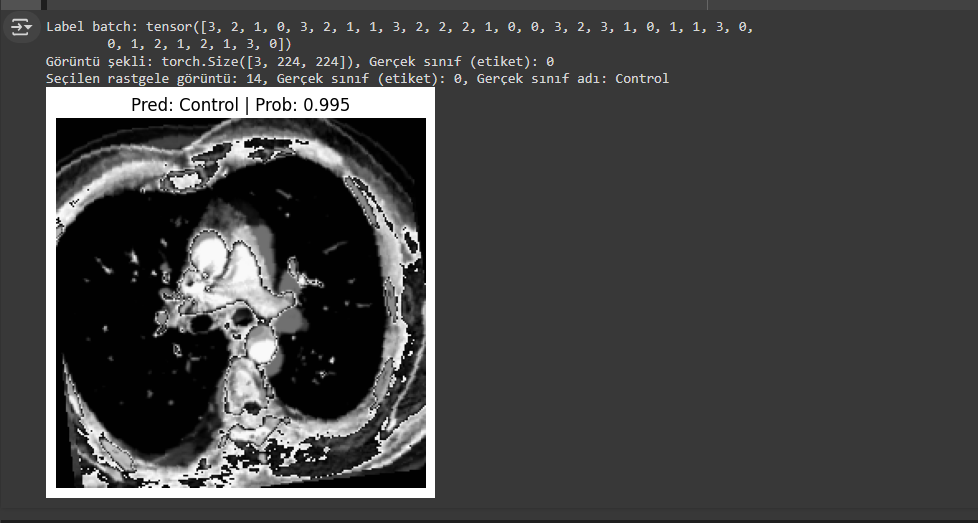 Label batch: tensor([3, 2, 1, 0, 3, 2, 1, 1, 3, 2, 2, 2, 1, 0, 0, 3, 2, 3, 1, 0, 1, 1, 3, 0,
0, 1, 2, 1, 2, 1, 3, 0])
Görüntü şekli: torch.Size([3, 224, 224]), Gerçek sınıf (etiket): 0
Seçilen rastgele görüntü: 14, Gerçek sınıf (etiket): 0, Gerçek sınıf adı: Control
Pred: Control | Prob: 0.995